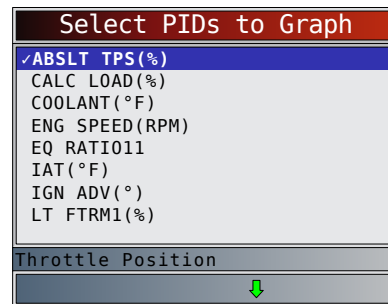 Select PIDs to Graph
✓ABSLT TPS(%)
CALC LOAD(%)
COOLANT(°F)
ENG SPEED(RPM)
EQ RATIO11
IAT(°F)
IGN ADV(°)
LT FTRM1(%)
Throttle Position